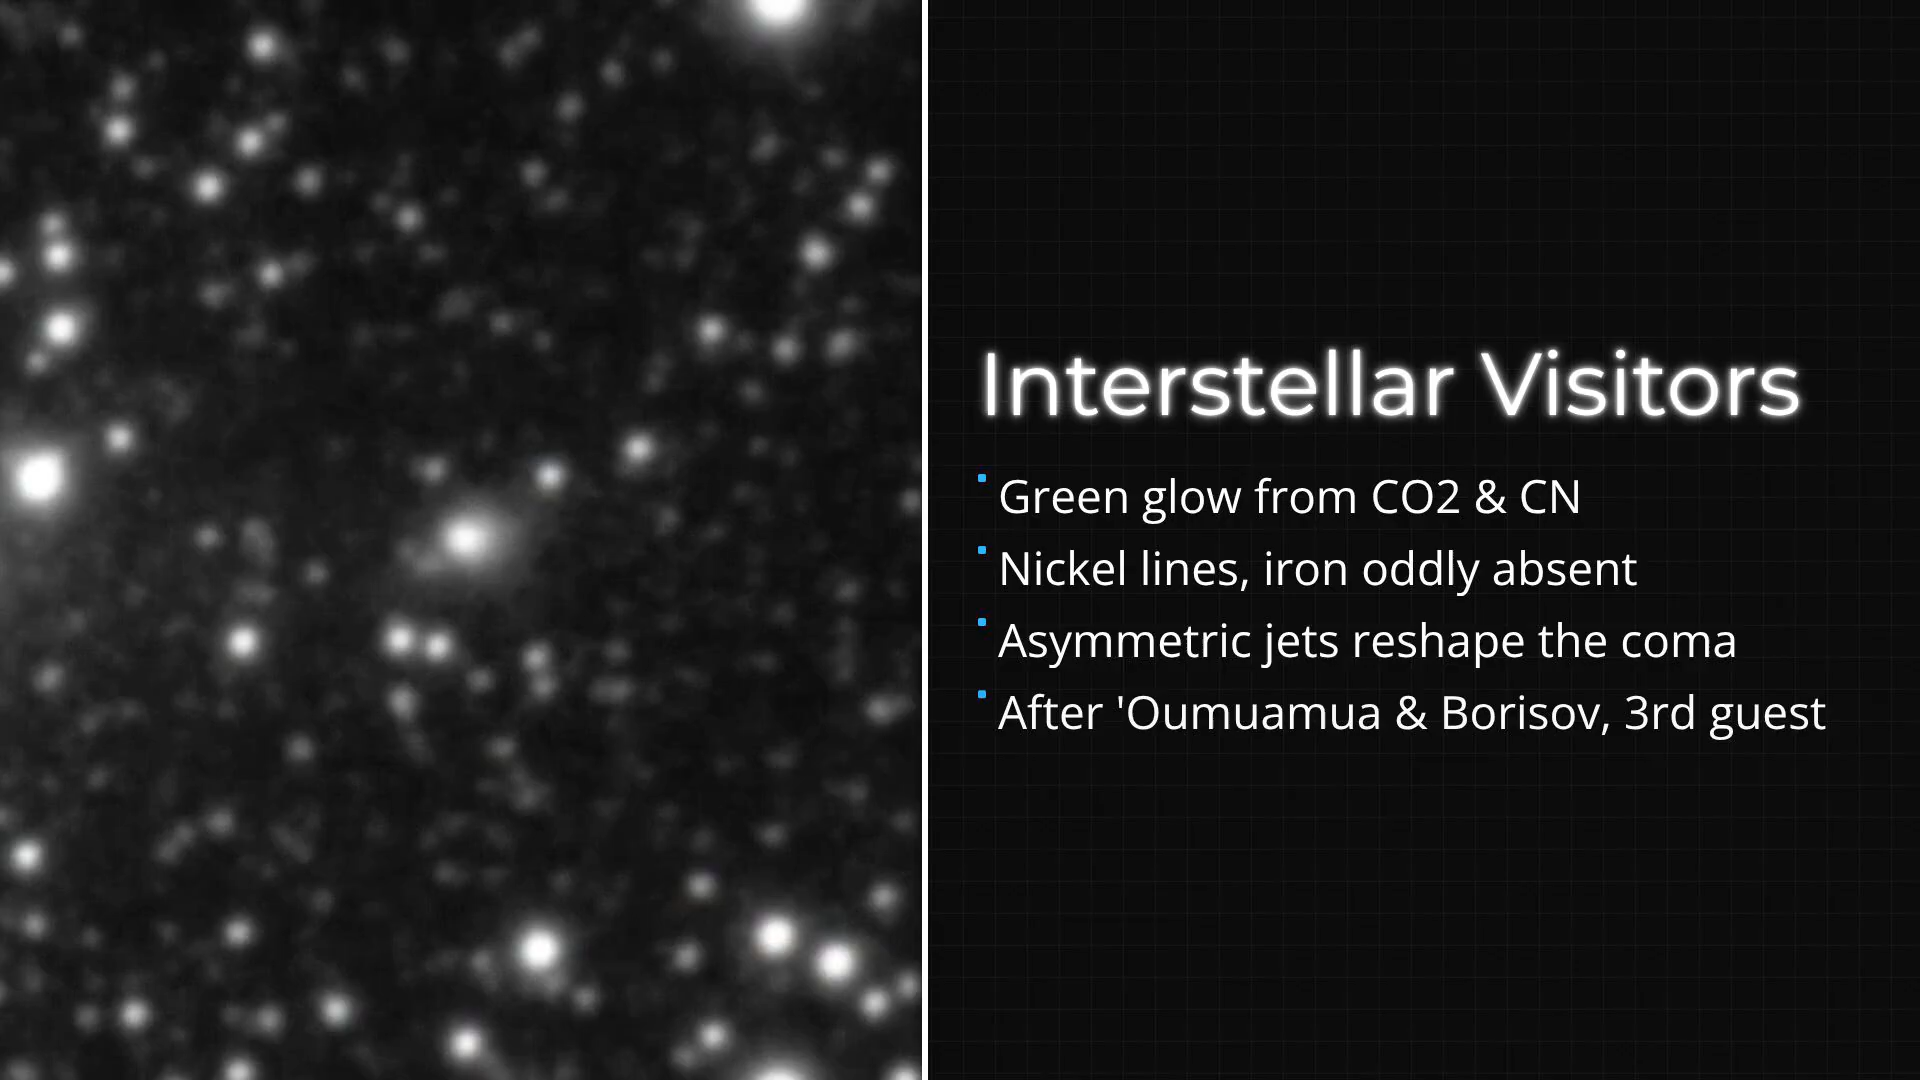 Interstellar Visitors
Green glow from CO2 & CN
Nickel lines, iron oddly absent
Asymmetric jets reshape the coma
After 'Oumuamua & Borisov, 3rd guest